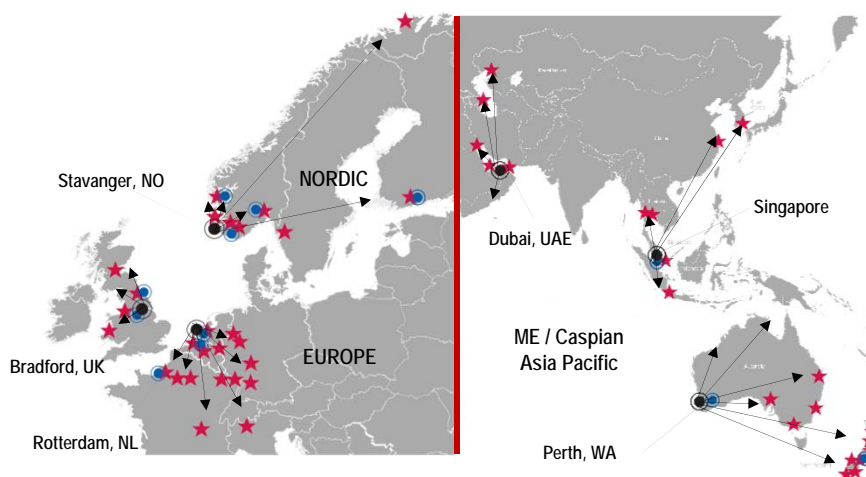 Stavanger, NO
NORDIC
Bradford, UK
EUROPE
Rotterdam, NL
Dubai, UAE
Singapore
ME / Caspian
Asia Pacific
Perth, WA